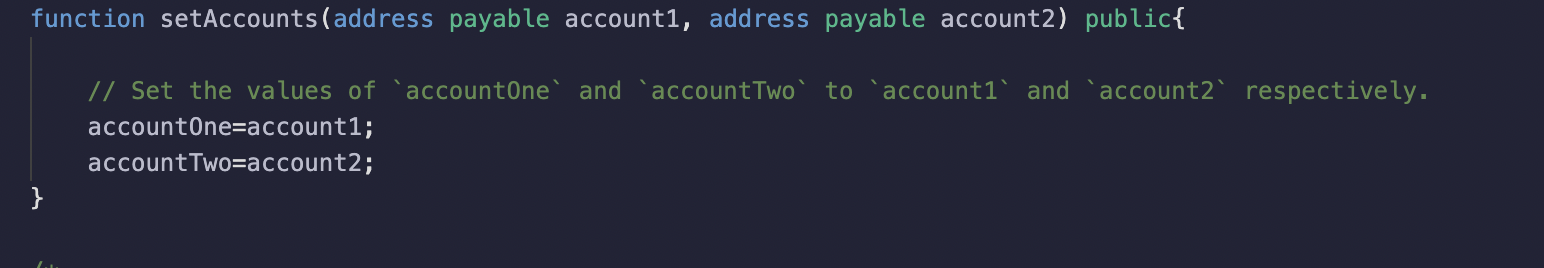 function setAccounts(address payable account1, address payable account2) public{
// Set the values of `accountOne` and `accountTwo` to `account1` and `account2` respectively.
accountOne=account1;
accountTwo=account2;
}